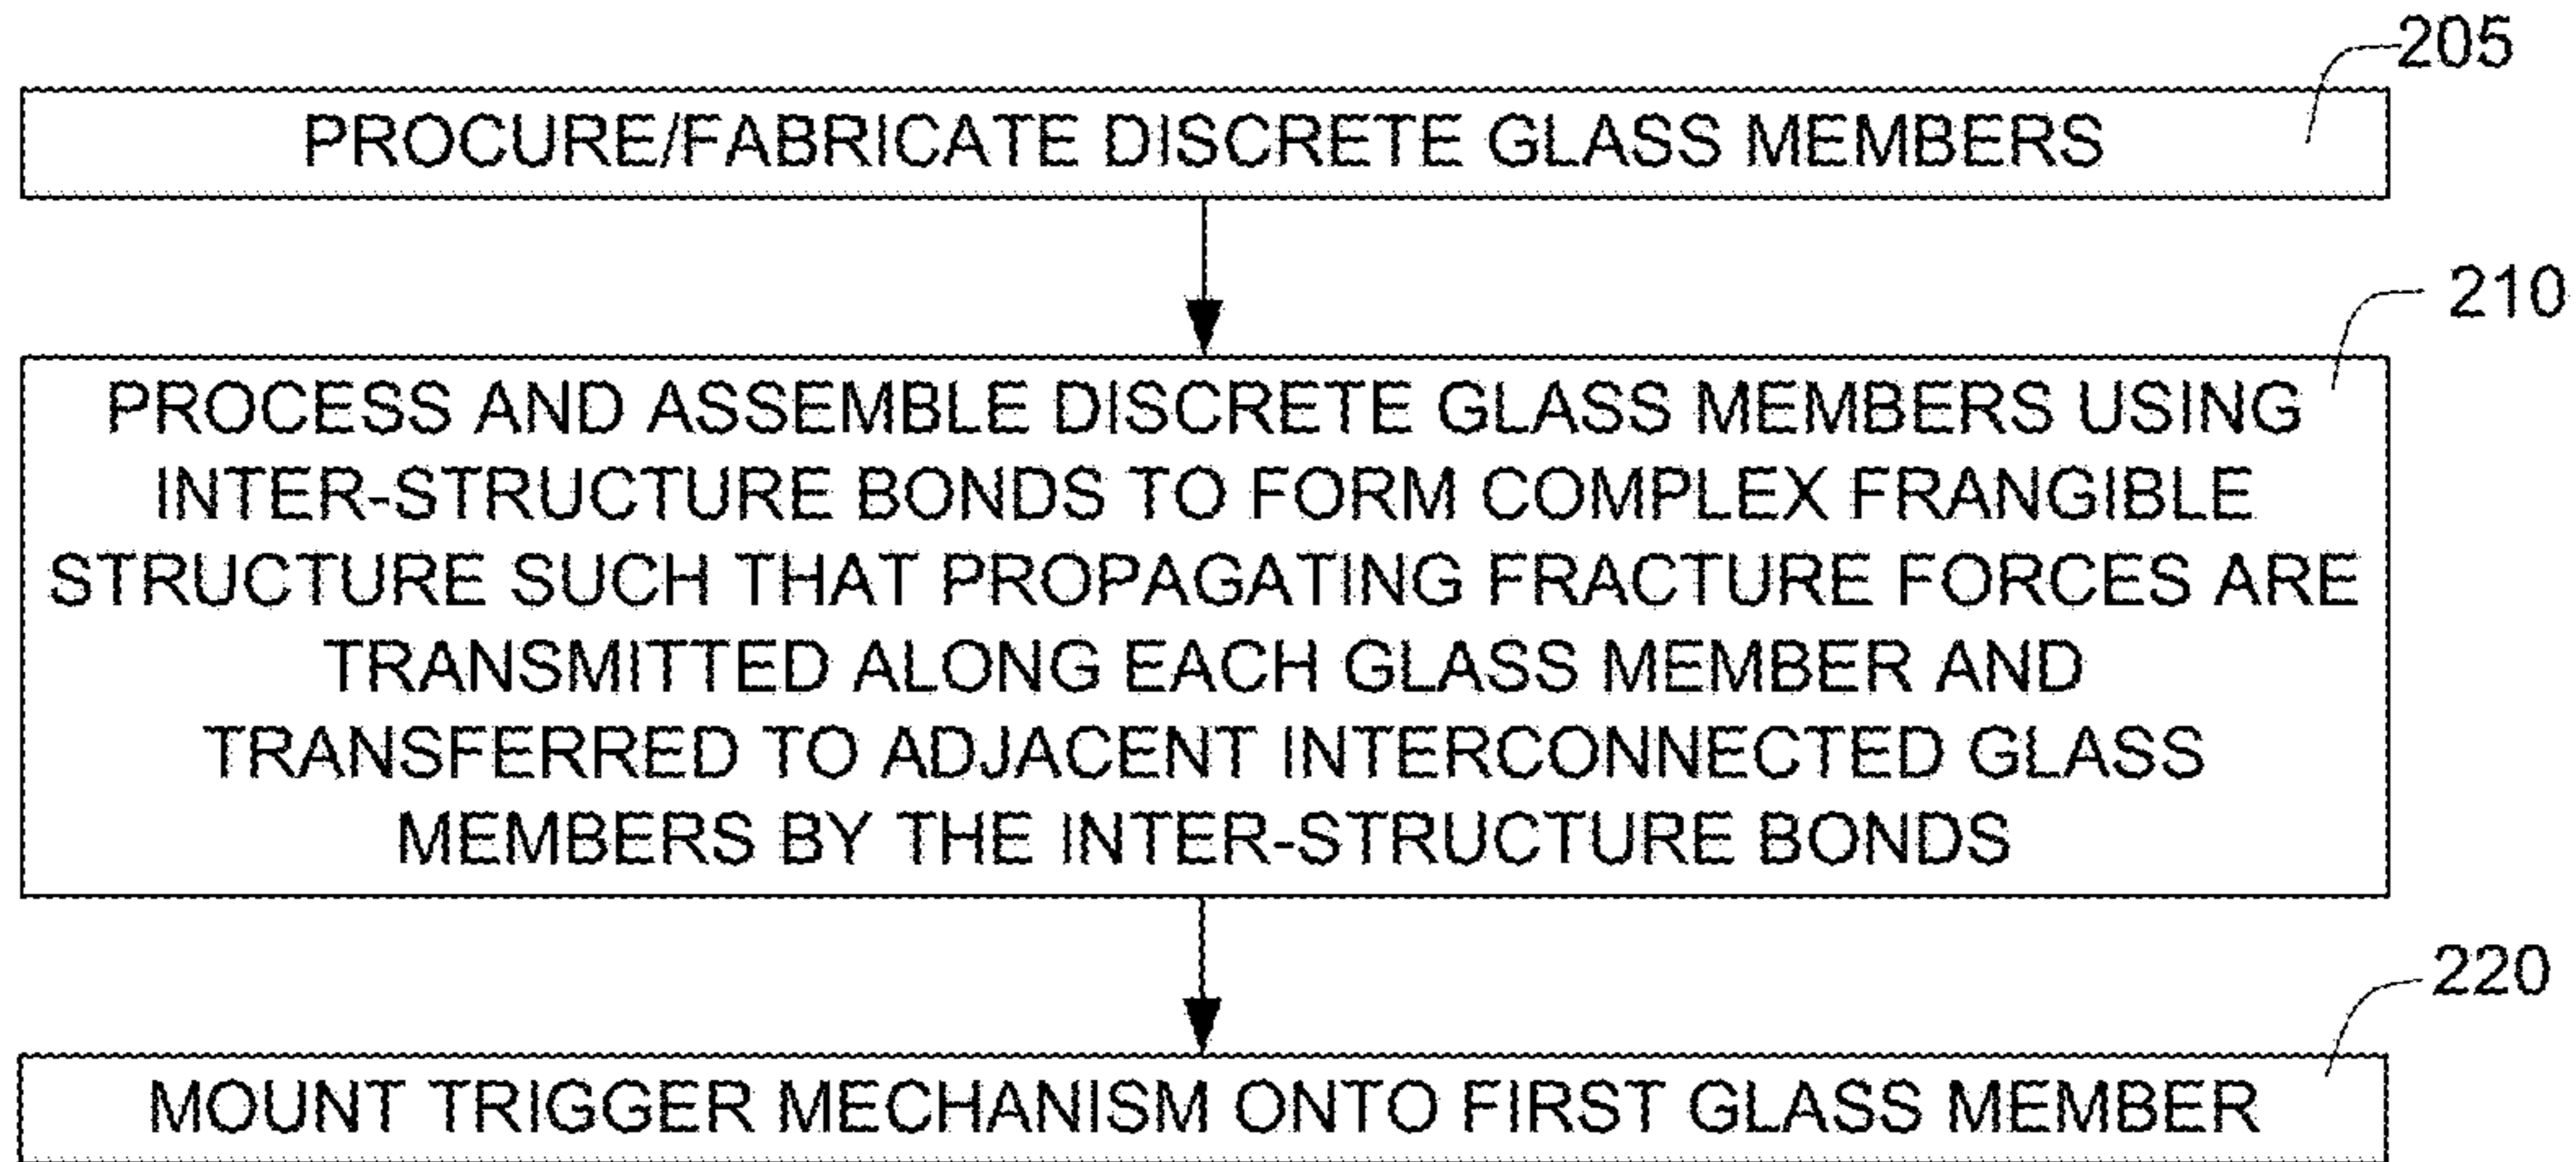 205
PROCURE/FABRICATE DISCRETE GLASS MEMBERS
210
PROCESS AND ASSEMBLE DISCRETE GLASS MEMBERS USING
INTER-STRUCTURE BONDS TO FORM COMPLEX FRANGIBLE
STRUCTURE SUCH THAT PROPAGATING FRACTURE FORCES ARE
TRANSMITTED ALONG EACH GLASS MEMBER AND
TRANSFERRED TO ADJACENT INTERCONNECTED GLASS
MEMBERS BY THE INTER-STRUCTURE BONDS
220
MOUNT TRIGGER MECHANISM ONTO FIRST GLASS MEMBER